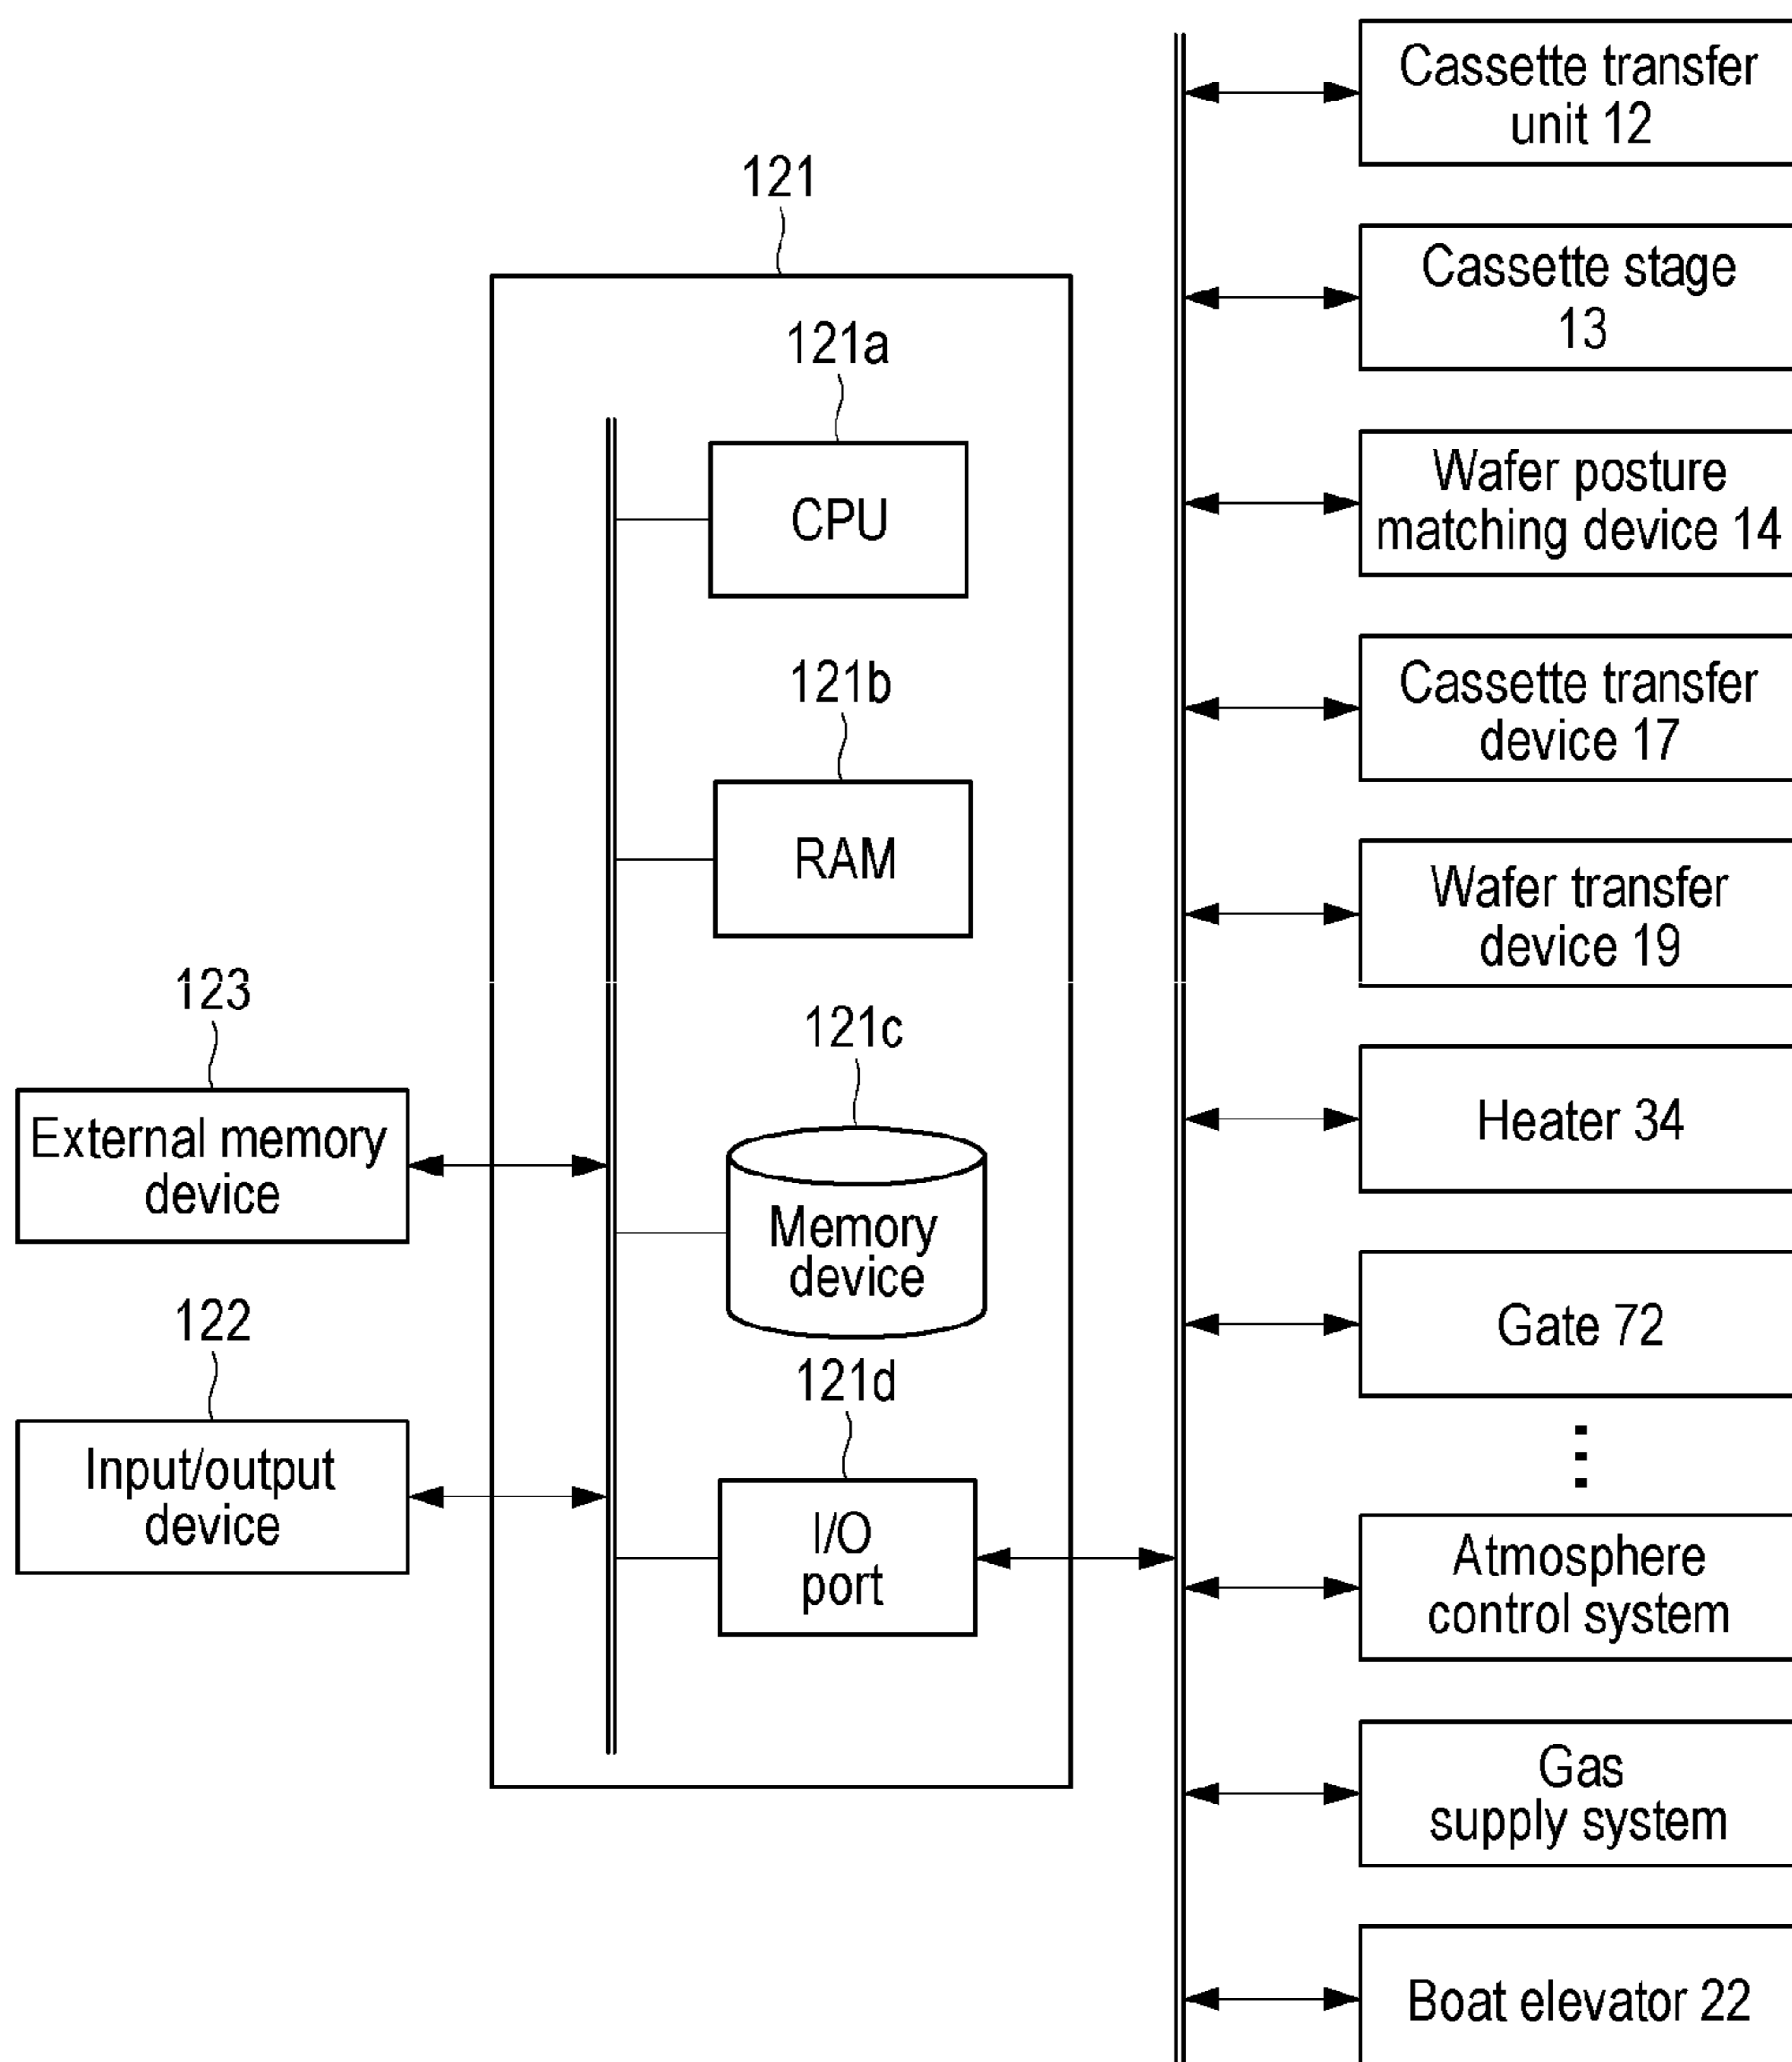 121
121a
CPU
121b
RAM
121c
Memory
device
121d
I/O
port
123
External memory
device
122
Input/output
device
Cassette transfer
unit 12
Cassette stage
13
Wafer posture
matching device 14
Cassette transfer
device 17
Wafer transfer
device 19
Heater 34
Gate 72
Atmosphere
control system
Gas
supply system
Boat elevator 22